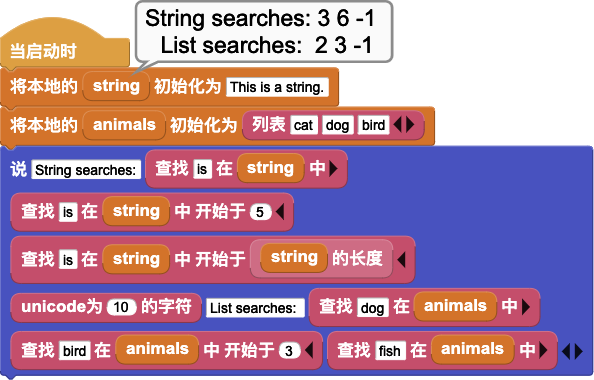 String searches: 3 6 -1
List searches: 2 3 -1
当启动时
将本地的 string 初始化为 This is a string.
将本地的 animals 初始化为 列表 cat dog bird
说 String searches: 查找 is 在 string 中
查找 is 在 string 中 开始于 5
查找 is 在 string 中 开始于 string 的长度
unicode为 10 的字符 List searches: 查找 dog 在 animals 中
查找 bird 在 animals 中 开始于 3 查找 fish 在 animals 中